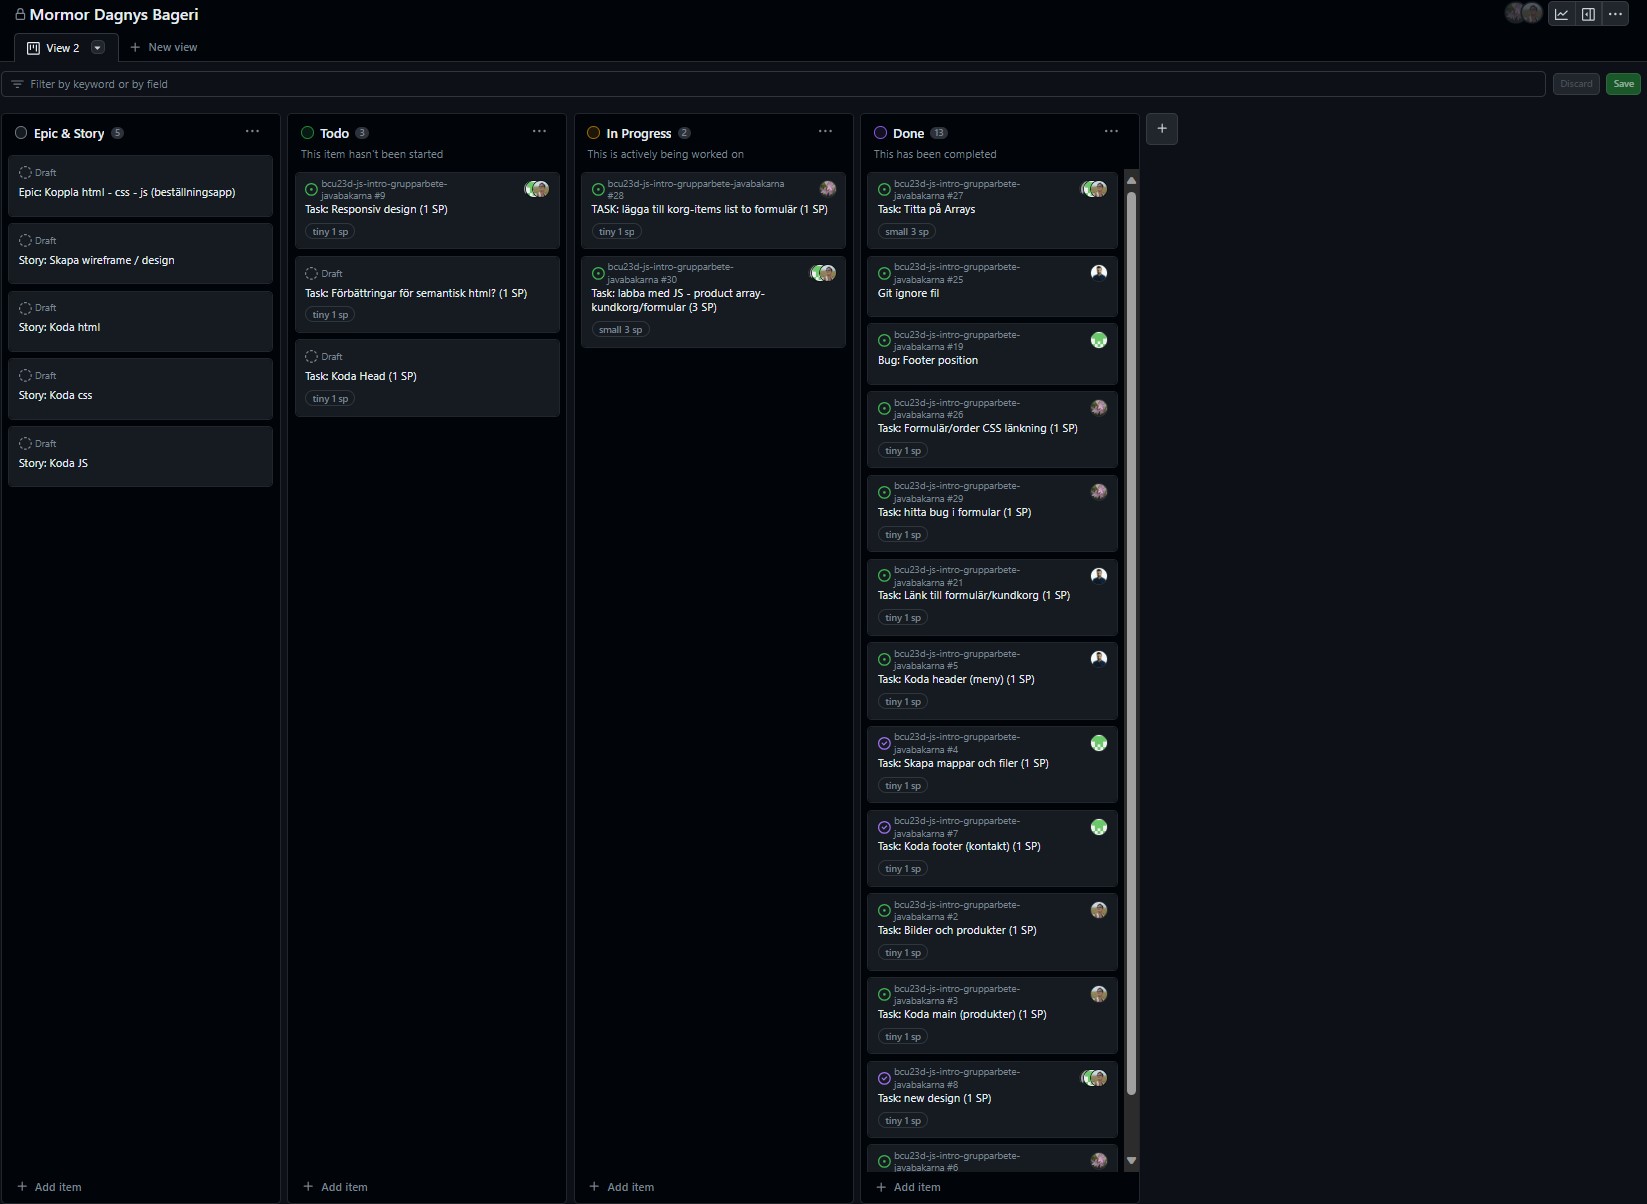 Mormor Dagnys Bageri
View 2
New view
Filter by keyword or by field
Discard
Save
Epic & Story 5
Draft
Epic: Koppla html - css - js (beställningsapp)
Draft
Story: Skapa wireframe / design
Draft
Story: Koda html
Draft
Story: Koda css
Draft
Story: Koda JS
Add item
Todo 3
This item hasn't been started
bcu23d-js-intro-grupparbete-
javabakarna #9
Task: Responsiv design (1 SP)
tiny 1 sp
Draft
Task: Förbättringar för semantisk html? (1 SP)
tiny 1 sp
Draft
Task: Koda Head (1 SP)
tiny 1 sp
Add item
In Progress 2
This is actively being worked on
bcu23d-js-intro-grupparbete-javabakarna
#28
TASK: lägga till korg-items list to formulär (1 SP)
tiny 1 sp
bcu23d-js-intro-grupparbete-
javabakarna #30
Task: labba med JS - product array-
kundkorg/formular (3 SP)
small 3 sp
Add item
Done 13
This has been completed
bcu23d-js-intro-grupparbete-
javabakarna #27
Task: Titta på Arrays
small 3 sp
bcu23d-js-intro-grupparbete-
javabakarna #25
Git ignore fil
bcu23d-js-intro-grupparbete-
javabakarna #19
Bug: Footer position
bcu23d-js-intro-grupparbete-
javabakarna #26
Task: Formulär/order CSS länkning (1 SP)
tiny 1 sp
bcu23d-js-intro-grupparbete-
javabakarna #29
Task: hitta bug i formular (1 SP)
tiny 1 sp
bcu23d-js-intro-grupparbete-
javabakarna #21
Task: Länk till formulär/kundkorg (1 SP)
tiny 1 sp
bcu23d-js-intro-grupparbete-
javabakarna #5
Task: Koda header (meny) (1 SP)
tiny 1 sp
bcu23d-js-intro-grupparbete-
javabakarna #4
Task: Skapa mappar och filer (1 SP)
tiny 1 sp
bcu23d-js-intro-grupparbete-
javabakarna #7
Task: Koda footer (kontakt) (1 SP)
tiny 1 sp
bcu23d-js-intro-grupparbete-
javabakarna #2
Task: Bilder och produkter (1 SP)
tiny 1 sp
bcu23d-js-intro-grupparbete-
javabakarna #3
Task: Koda main (produkter) (1 SP)
tiny 1 sp
bcu23d-js-intro-grupparbete-
javabakarna #8
Task: new design (1 SP)
tiny 1 sp
bcu23d-js-intro-grupparbete-
javabakarna #6
Add item